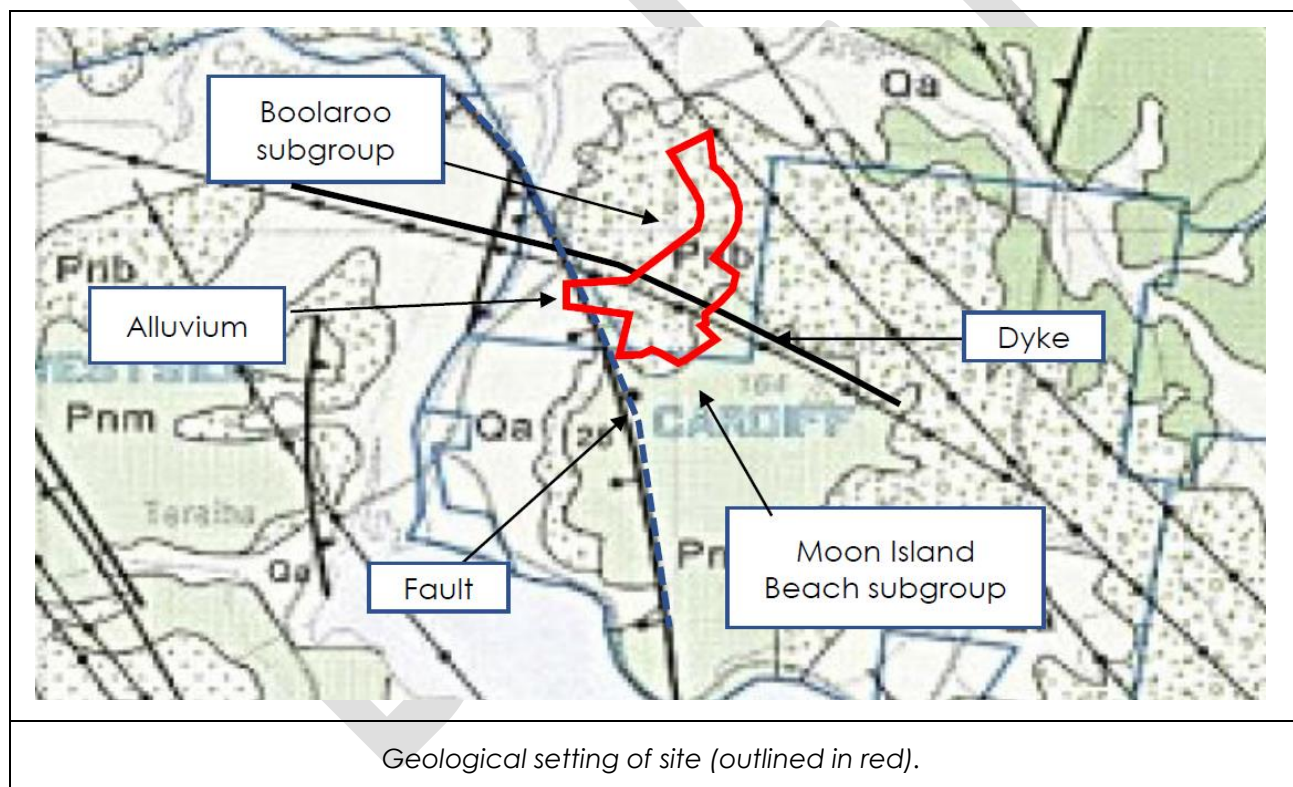 Qa
Boolaroo
subgroup
Pnb
Pnb
Alluvium
Dyke
Pnm
Qa
CARDIFF
Teralba
Qa
Fault
Moon Island
Beach subgroup
Geological setting of site (outlined in red).